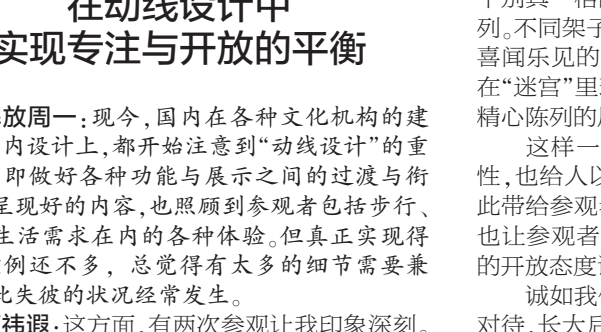 在动线设计中
实现专注与开放的平衡
放周一:现今,国内在各种文化机构的建
内设计上,都开始注意到“动线设计”的重
即做好各种功能与展示之间的过渡与衔
呈现好的内容,也照顾到参观者包括步行、
生活需求在内的各种体验。但真正实现得
例还不多,总觉得有太多的细节需要兼
此失彼的状况经常发生。
祎遐:这方面,有两次参观让我印象深刻。
列。不同架子
喜闻乐见的
在“迷宫”里
精心陈列的
这样一
性,也给人以
此带给参观
也让参观者
的开放态度
诚如我
对待,长大后